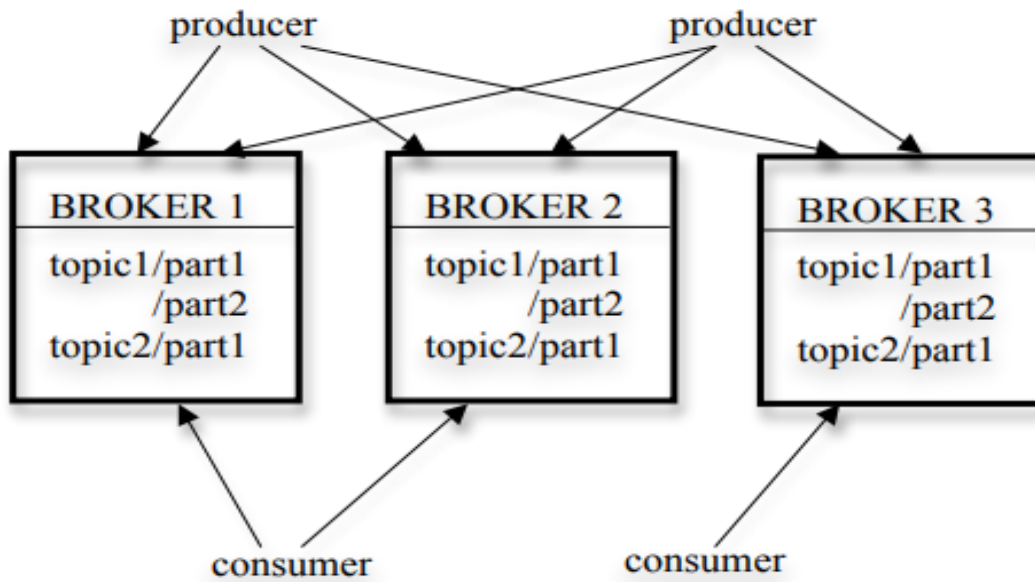 producer
producer
BROKER 1
topic1/part1
/part2
topic2/part1
BROKER 2
topic1/part1
/part2
topic2/part1
BROKER 3
topic1/part1
/part2
topic2/part1
consumer
consumer